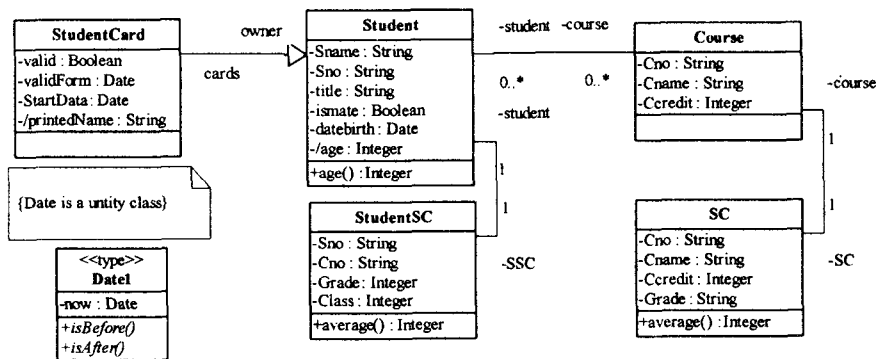 StudentCard
-valid : Boolean
-validForm : Date
-StartData : Date
-/printedName : String
owner
cards
Student
-Sname : String
-Sno : String
-title : String
-ismate : Boolean
-datebirth : Date
-/age : Integer
+age() : Integer
-student -course
0..* 0..*
-student
Course
-Cno : String
-Cname : String
-Ccredit : Integer
-course
1
1
1
1
{Date is a untity class}
<<type>>
Date1
-now : Date
+isBefore()
+isAfter()
StudentSC
-Sno : String
-Cno : String
-Grade : Integer
-Class : Integer
+average() : Integer
-SSC
SC
-Cno : String
-Cname : String
-Ccredit : Integer
-Grade : String
+average() : Integer
-SC